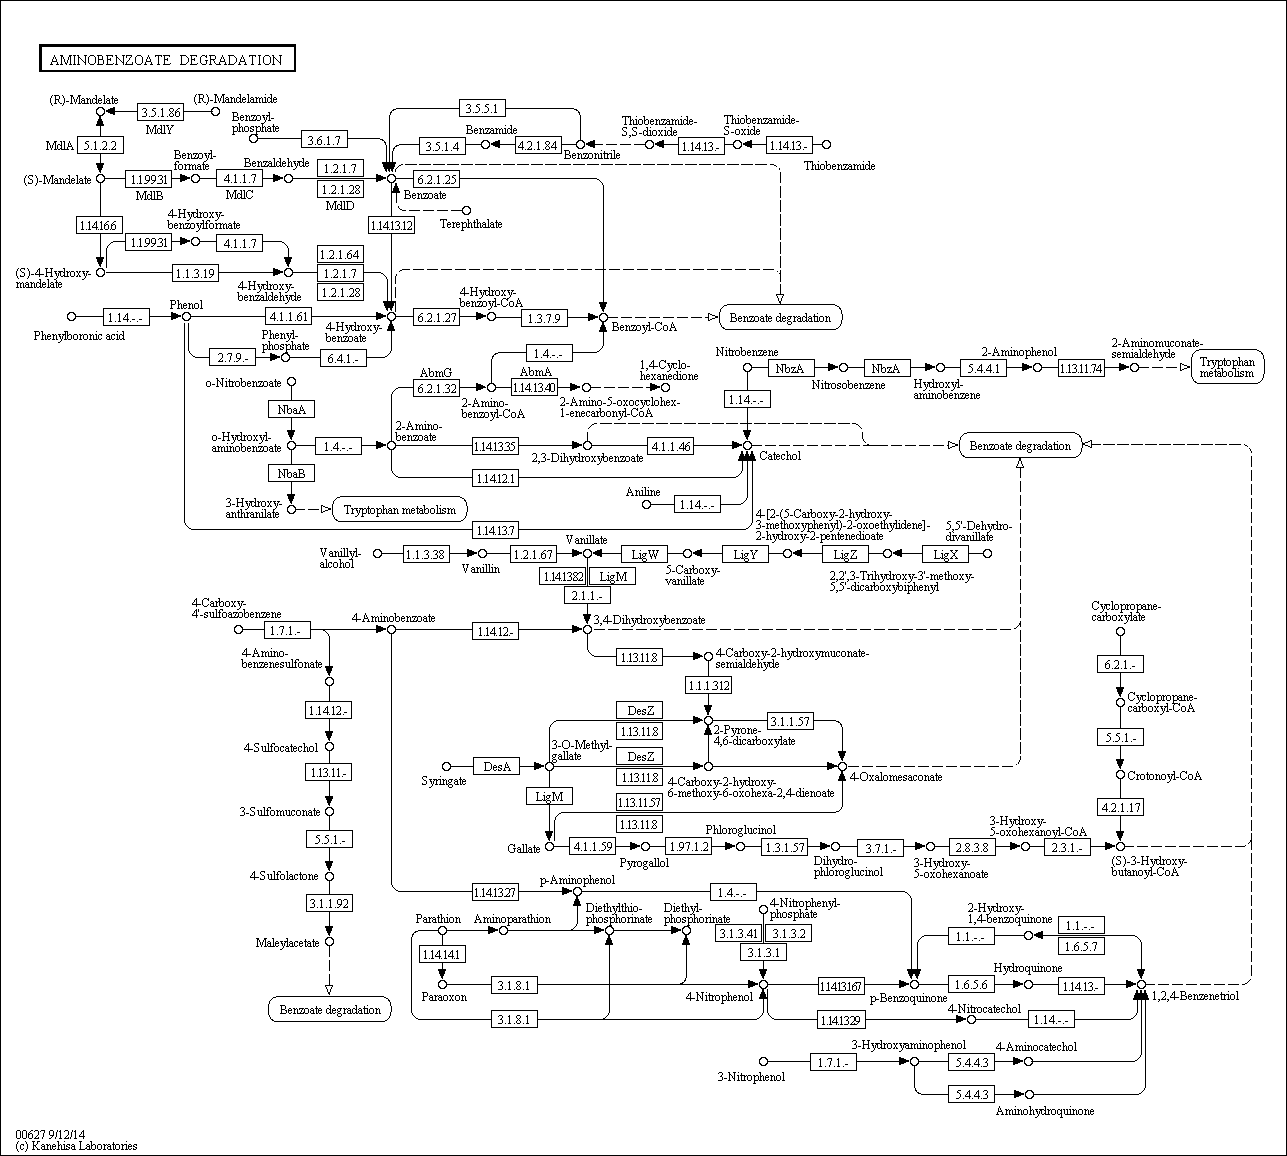 AMINOBENZOATE DEGRADATION
(R)-Mandelate
3.5.1.86
MdlY
(R)-Mandelamide
Benzoyl-
phosphate
3.6.1.7
3.5.5.1
3.5.1.4
Benzamide
4.2.1.84
Benzonitrile
Thiobenzamide-
S,S-dioxide
1.14.13.-
Thiobenzamide-
S-oxide
1.14.13.-
Thiobenzamide
MdlA
5.1.2.2
(S)-Mandelate
1.1.99.31
MdlB
Benzoyl-
formate
4.1.1.7
MdlC
Benzaldehyde
1.2.1.7
1.2.1.28
MdlD
6.2.1.25
Benzoate
Terephthalate
1.14.16.6
1.14.13.12
4-Hydroxy-
benzoylformate
1.1.99.31
4.1.1.7
(S)-4-Hydroxy-
mandelate
1.1.3.19
4-Hydroxy-
benzaldehyde
1.2.1.64
1.2.1.7
1.2.1.28
Phenylboronic acid
1.14.-.-
Phenol
4.1.1.61
4-Hydroxy-
benzoate
6.2.1.27
4-Hydroxy-
benzoyl-CoA
1.3.7.9
Benzoyl-CoA
Benzoate degradation
2.7.9.-
Phenyl-
phosphate
6.4.1.-
1.4.-.-
o-Nitrobenzoate
NbaA
AbmG
6.2.1.32
2-Amino-
benzoyl-CoA
AbmA
1.14.13.40
2-Amino-5-oxocyclohex-
1-enecarbonyl-CoA
1,4-Cyclo-
hexanedione
Nitrobenzene
NbzA
Nitrosobenzene
NbzA
Hydroxyl-
aminobenzene
5.4.4.1
2-Aminophenol
1.13.11.74
2-Aminomuconate-
semialdehyde
Tryptophan
metabolism
1.14.-.-
o-Hydroxyl-
aminobenzoate
1.4.-.-
2-Amino-
benzoate
1.14.13.35
2,3-Dihydroxybenzoate
4.1.1.46
Catechol
Benzoate degradation
NbaB
1.14.12.1
3-Hydroxy-
anthranilate
Tryptophan metabolism
Aniline
1.14.-.-
1.14.13.7
Vanillyl-
alcohol
1.1.3.38
Vanillin
1.2.1.67
Vanillate
LigW
5-Carboxy-
vanillate
LigY
4-[2-(5-Carboxy-2-hydroxy-
3-methoxyphenyl)-2-oxoethylidene]-
2-hydroxy-2-pentenedioate
LigZ
2,2',3-Trihydroxy-3'-methoxy-
5,5'-dicarboxybiphenyl
LigX
5,5'-Dehydro-
divanillate
1.14.13.82
LigM
2.1.1.-
4-Carboxy-
4'-sulfoazobenzene
1.7.1.-
4-Aminobenzoate
1.14.12.-
3,4-Dihydroxybenzoate
Cyclopropane-
carboxylate
4-Amino-
benzenesulfonate
1.13.11.8
4-Carboxy-2-hydroxymuconate-
semialdehyde
6.2.1.-
1.14.12.-
1.1.1.312
Cyclopropane-
carboxyl-CoA
4-Sulfocatechol
5.5.1.-
DesZ
1.13.11.8
2-Pyrone-
4,6-dicarboxylate
3.1.1.57
1.13.11.-
Syringate
DesA
3-O-Methyl-
gallate
DesZ
1.13.11.8
4-Carboxy-2-hydroxy-
6-methoxy-6-oxohexa-2,4-dienoate
4-Oxalomesaconate
Crotonoyl-CoA
3-Sulfomuconate
LigM
1.13.11.57
1.13.11.8
4.2.1.17
5.5.1.-
Gallate
4.1.1.59
Pyrogallol
1.97.1.2
Phloroglucinol
1.3.1.57
Dihydro-
phloroglucinol
3.7.1.-
3-Hydroxy-
5-oxohexanoate
2.8.3.8
3-Hydroxy-
5-oxohexanoyl-CoA
2.3.1.-
(S)-3-Hydroxy-
butanoyl-CoA
4-Sulfolactone
3.1.1.92
1.14.13.27
p-Aminophenol
1.4.-.-
Maleylacetate
Parathion
Aminoparathion
Diethylthio-
phosphorinate
Diethyl-
phosphorinate
4-Nitrophenyl-
phosphate
3.1.3.41
3.1.3.2
3.1.3.1
2-Hydroxy-
1,4-benzoquinone
1.1.-.-
1.1.-.-
1.6.5.7
1.14.14.1
Paraoxon
3.1.8.1
4-Nitrophenol
1.14.13.167
p-Benzoquinone
1.6.5.6
Hydroquinone
1.14.13.-
1,2,4-Benzenetriol
Benzoate degradation
3.1.8.1
1.14.13.29
4-Nitrocatechol
1.14.-.-
3-Nitrophenol
1.7.1.-
3-Hydroxyaminophenol
5.4.4.3
4-Aminocatechol
5.4.4.3
Aminohydroquinone
00627 9/12/14
(c) Kanehisa Laboratories